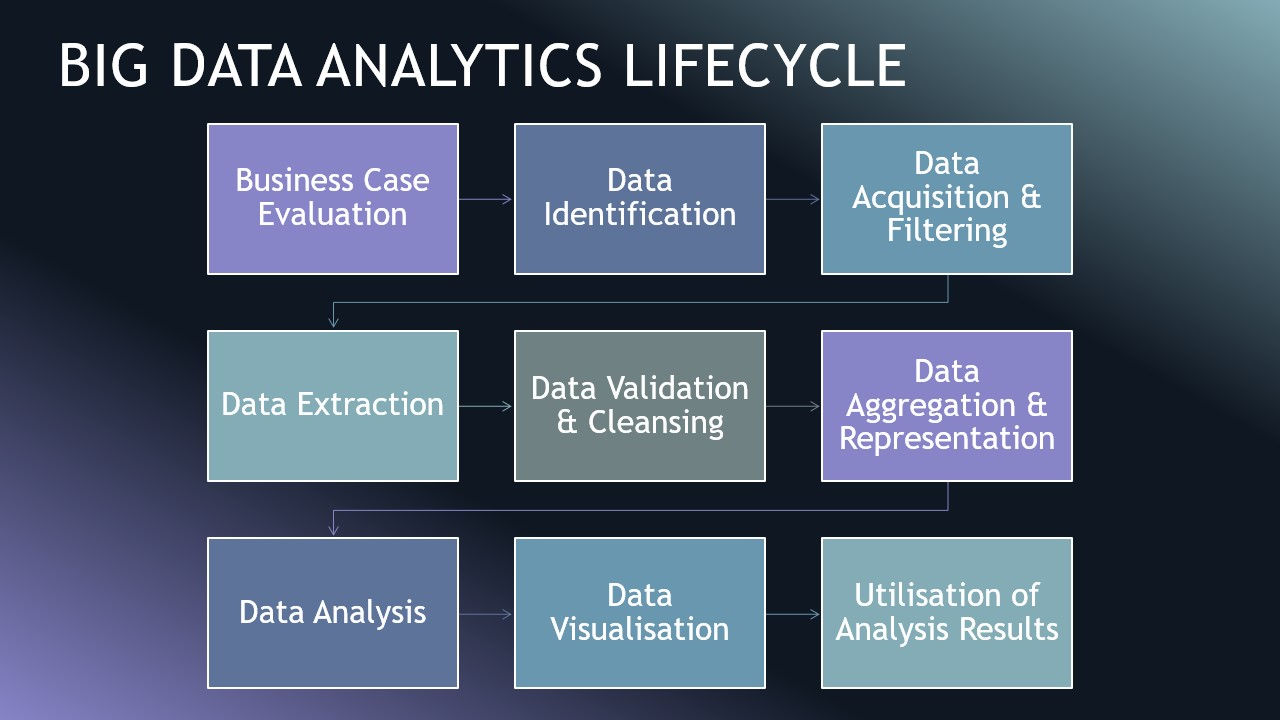 BIG DATA ANALYTICS LIFECYCLE
Business Case
Evaluation
Data
Identification
Data
Acquisition &
Filtering
Data Extraction
Data Validation
& Cleansing
Data
Aggregation &
Representation
Data Analysis
Data
Visualisation
Utilisation of
Analysis Results